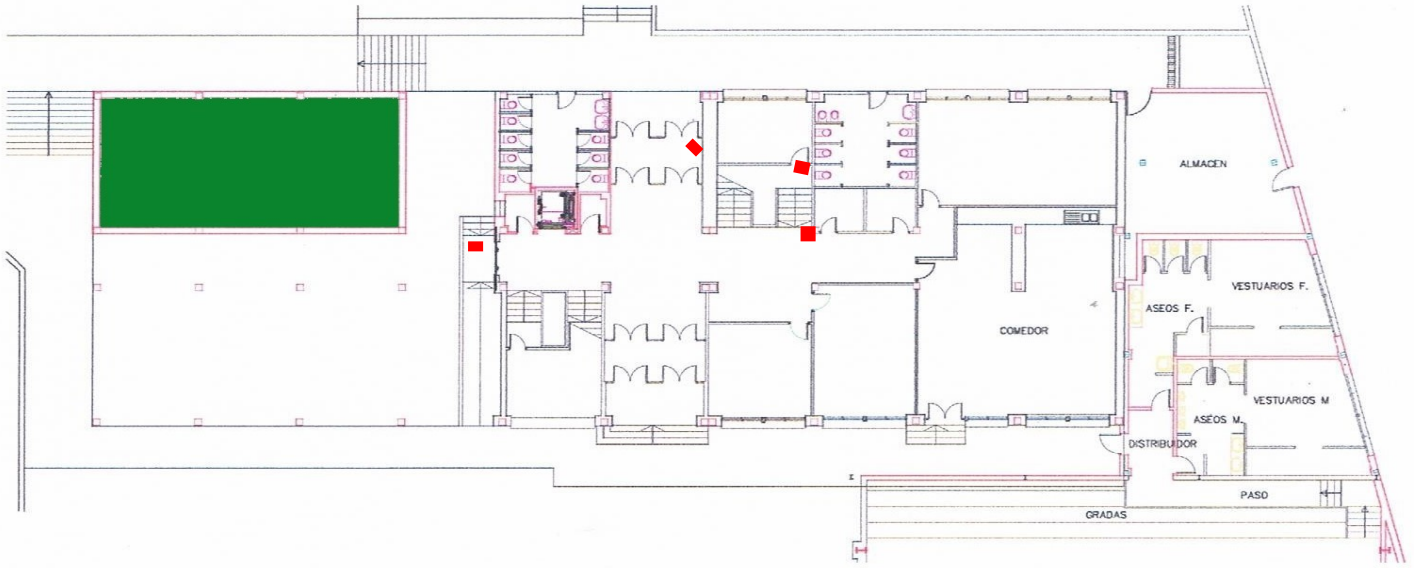 ALMACEN
VESTUARIOS F.
ASEOS F.
COMEDOR
VESTUARIOS M
ASEOS M.
DISTRIBUIDOR
PASO
GRADAS